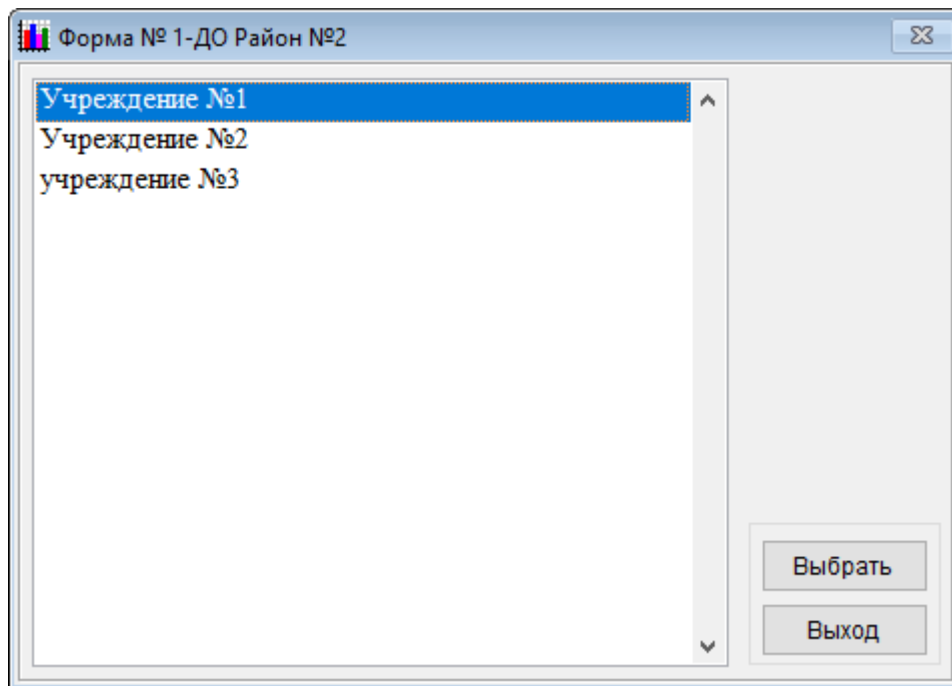 Форма № 1-ДО Район №2
Учреждение №1
Учреждение №2
учреждение №3
Выбрать
Выход